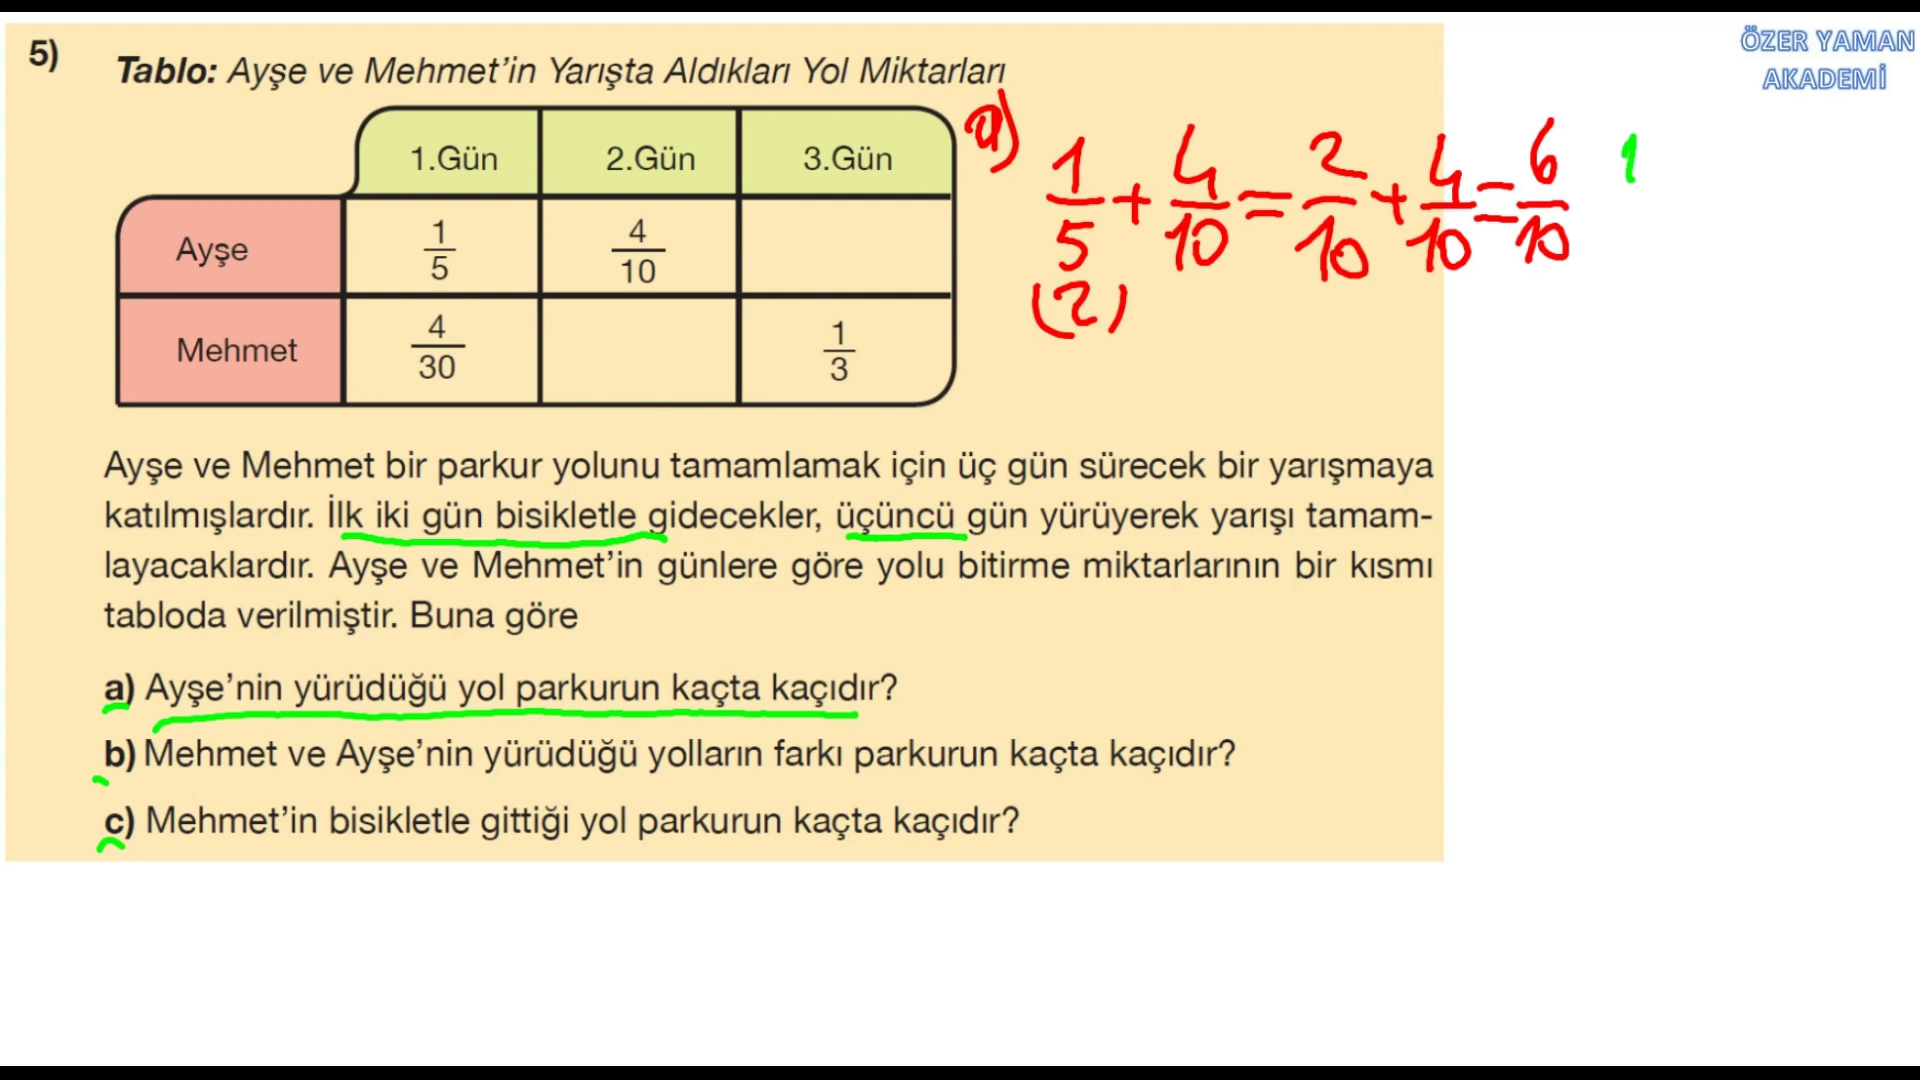 ÖZER YAMAN
AKADEMİ
5)
Tablo: Ayşe ve Mehmet'in Yarışta Aldıkları Yol Miktarları
1.Gün 2.Gün 3.Gün
Ayşe 1/5 4/10
Mehmet 4/30 1/3
a) 1/5 + 4/10 = 2/10 + 4/10 = 6/10 1
(2)
Ayşe ve Mehmet bir parkur yolunu tamamlamak için üç gün sürecek bir yarışmaya
katılmışlardır. İlk iki gün bisikletle gidecekler, üçüncü gün yürüyerek yarışı tamam-
layacaklardır. Ayşe ve Mehmet'in günlere göre yolu bitirme miktarlarının bir kısmı
tabloda verilmiştir. Buna göre
a) Ayşe'nin yürüdüğü yol parkurun kaçta kaçıdır?
b) Mehmet ve Ayşe'nin yürüdüğü yolların farkı parkurun kaçta kaçıdır?
c) Mehmet'in bisikletle gittiği yol parkurun kaçta kaçıdır?